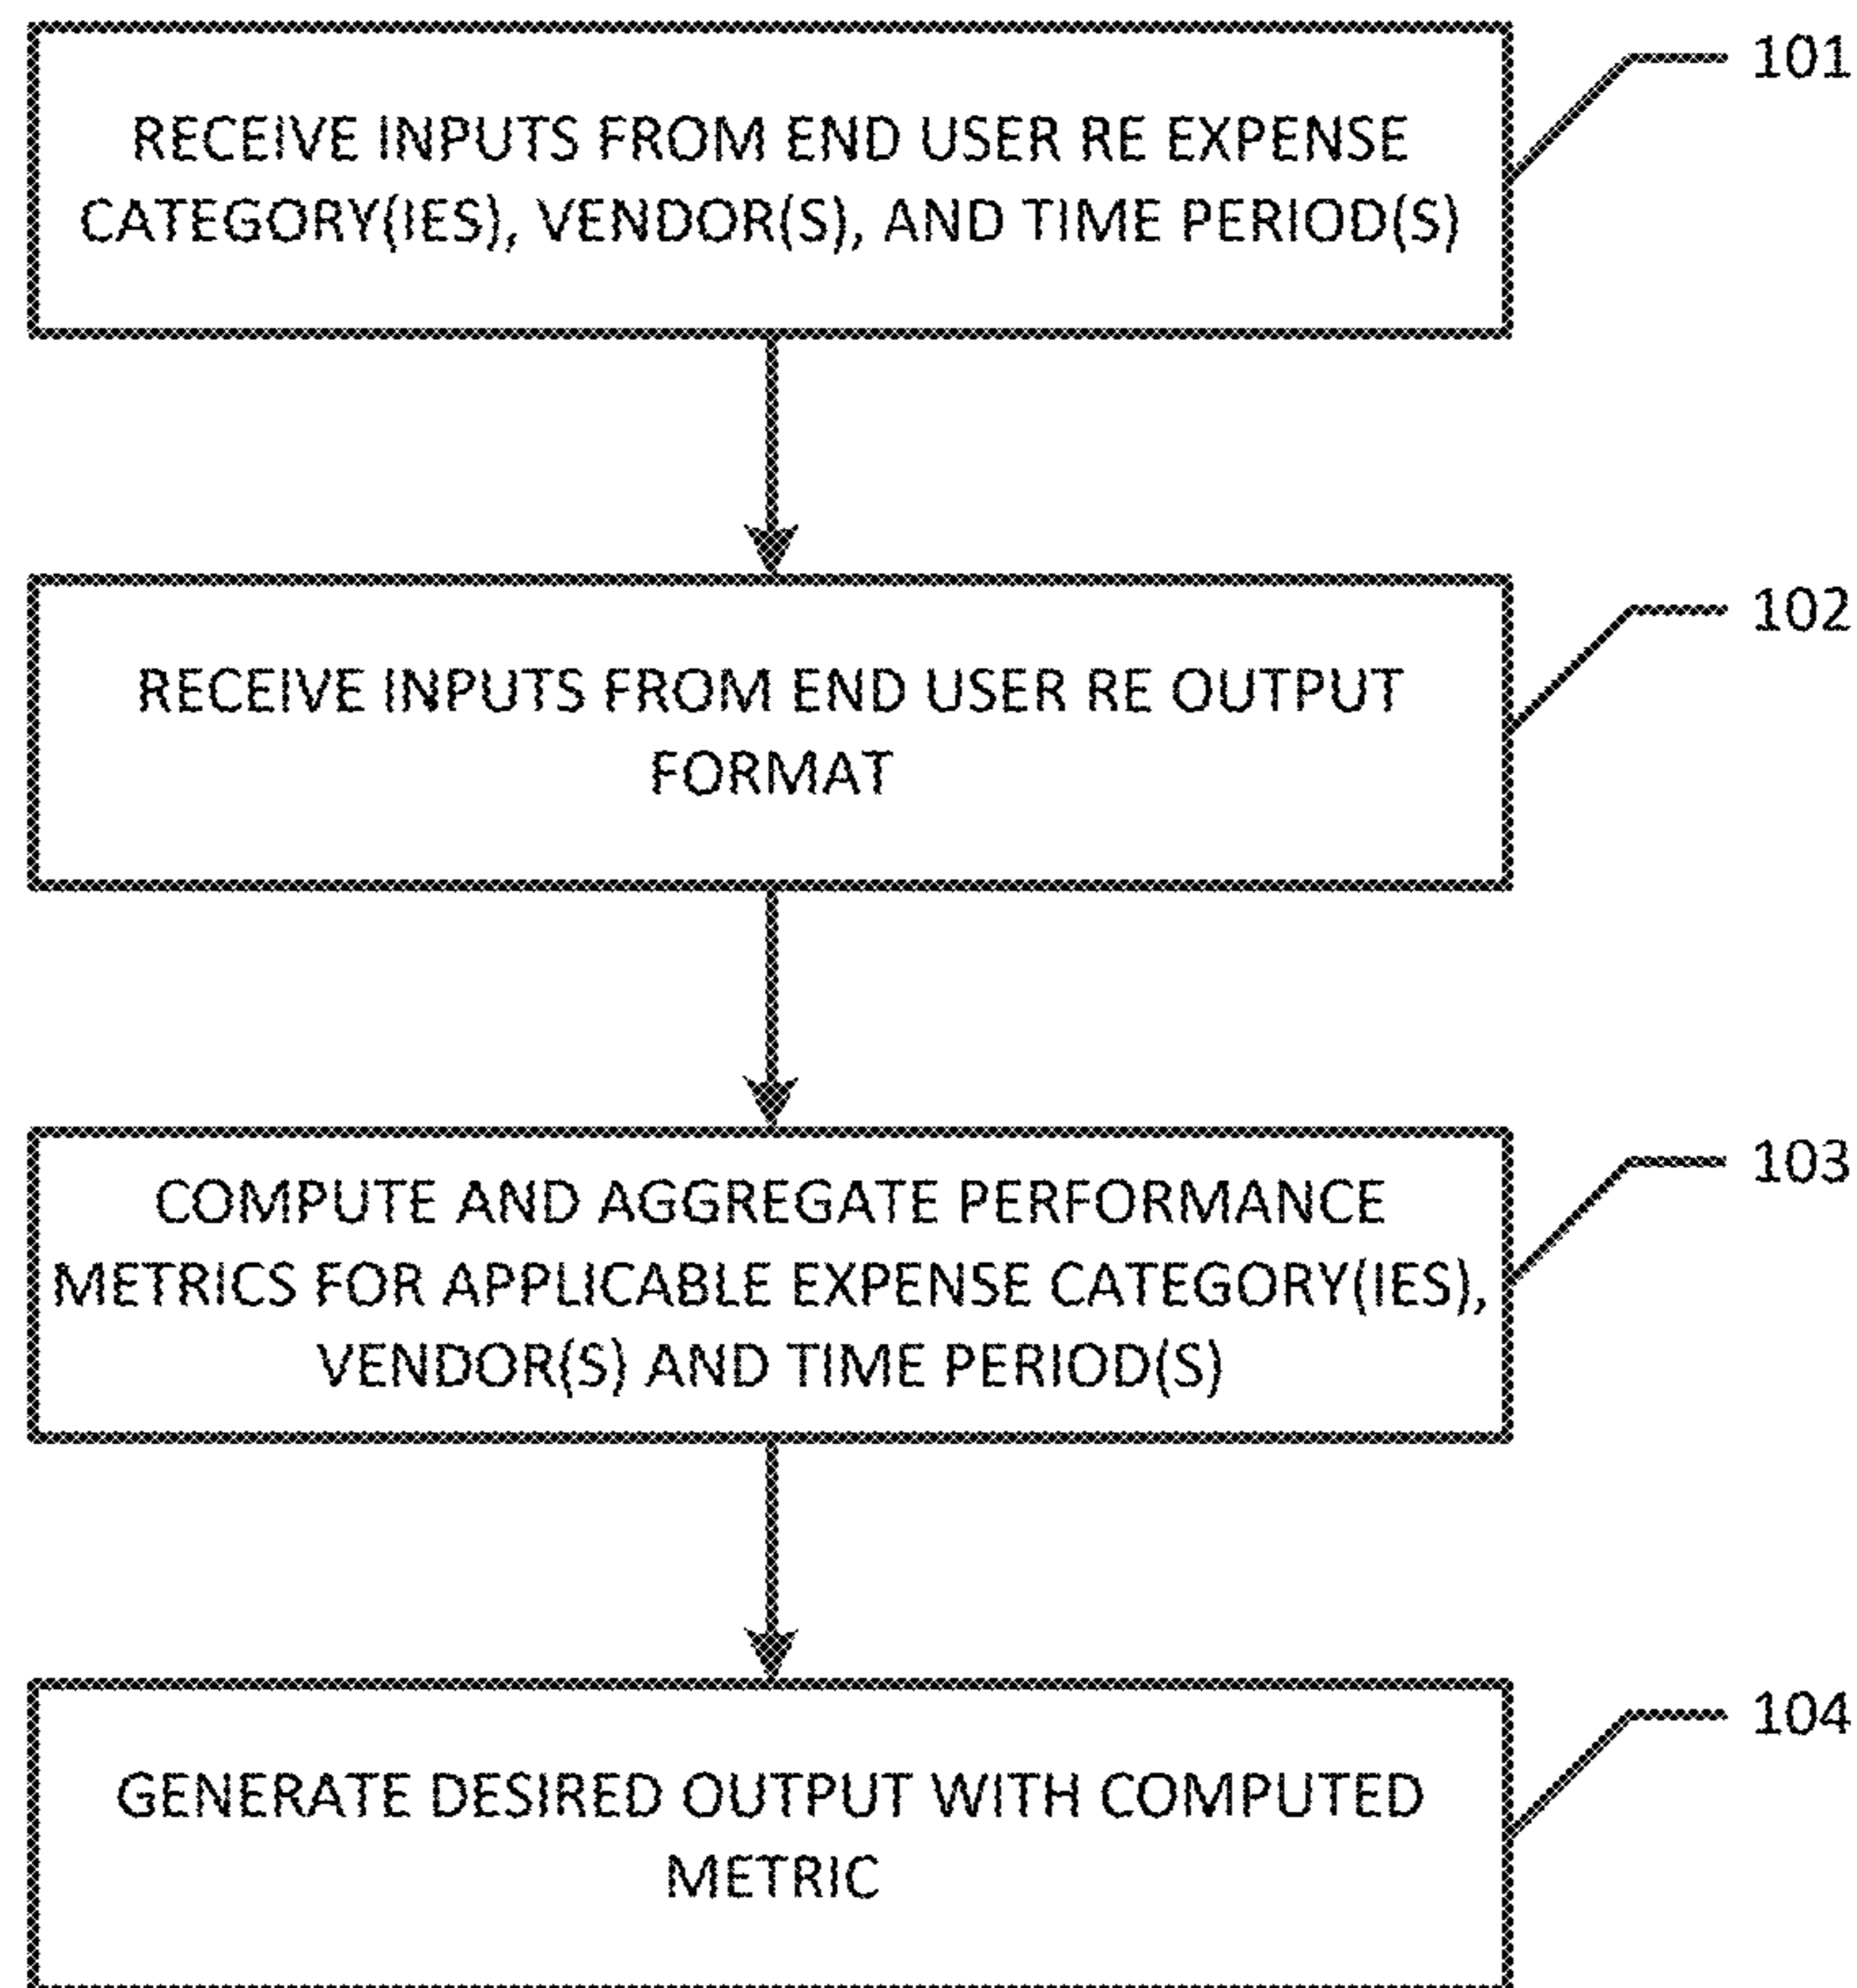 101
RECEIVE INPUTS FROM END USER RE EXPENSE
CATEGORY(IES), VENDOR(S), AND TIME PERIOD(S)
102
RECEIVE INPUTS FROM END USER RE OUTPUT
FORMAT
103
COMPUTE AND AGGREGATE PERFORMANCE
METRICS FOR APPLICABLE EXPENSE CATEGORY(IES),
VENDOR(S) AND TIME PERIOD(S)
104
GENERATE DESIRED OUTPUT WITH COMPUTED
METRIC